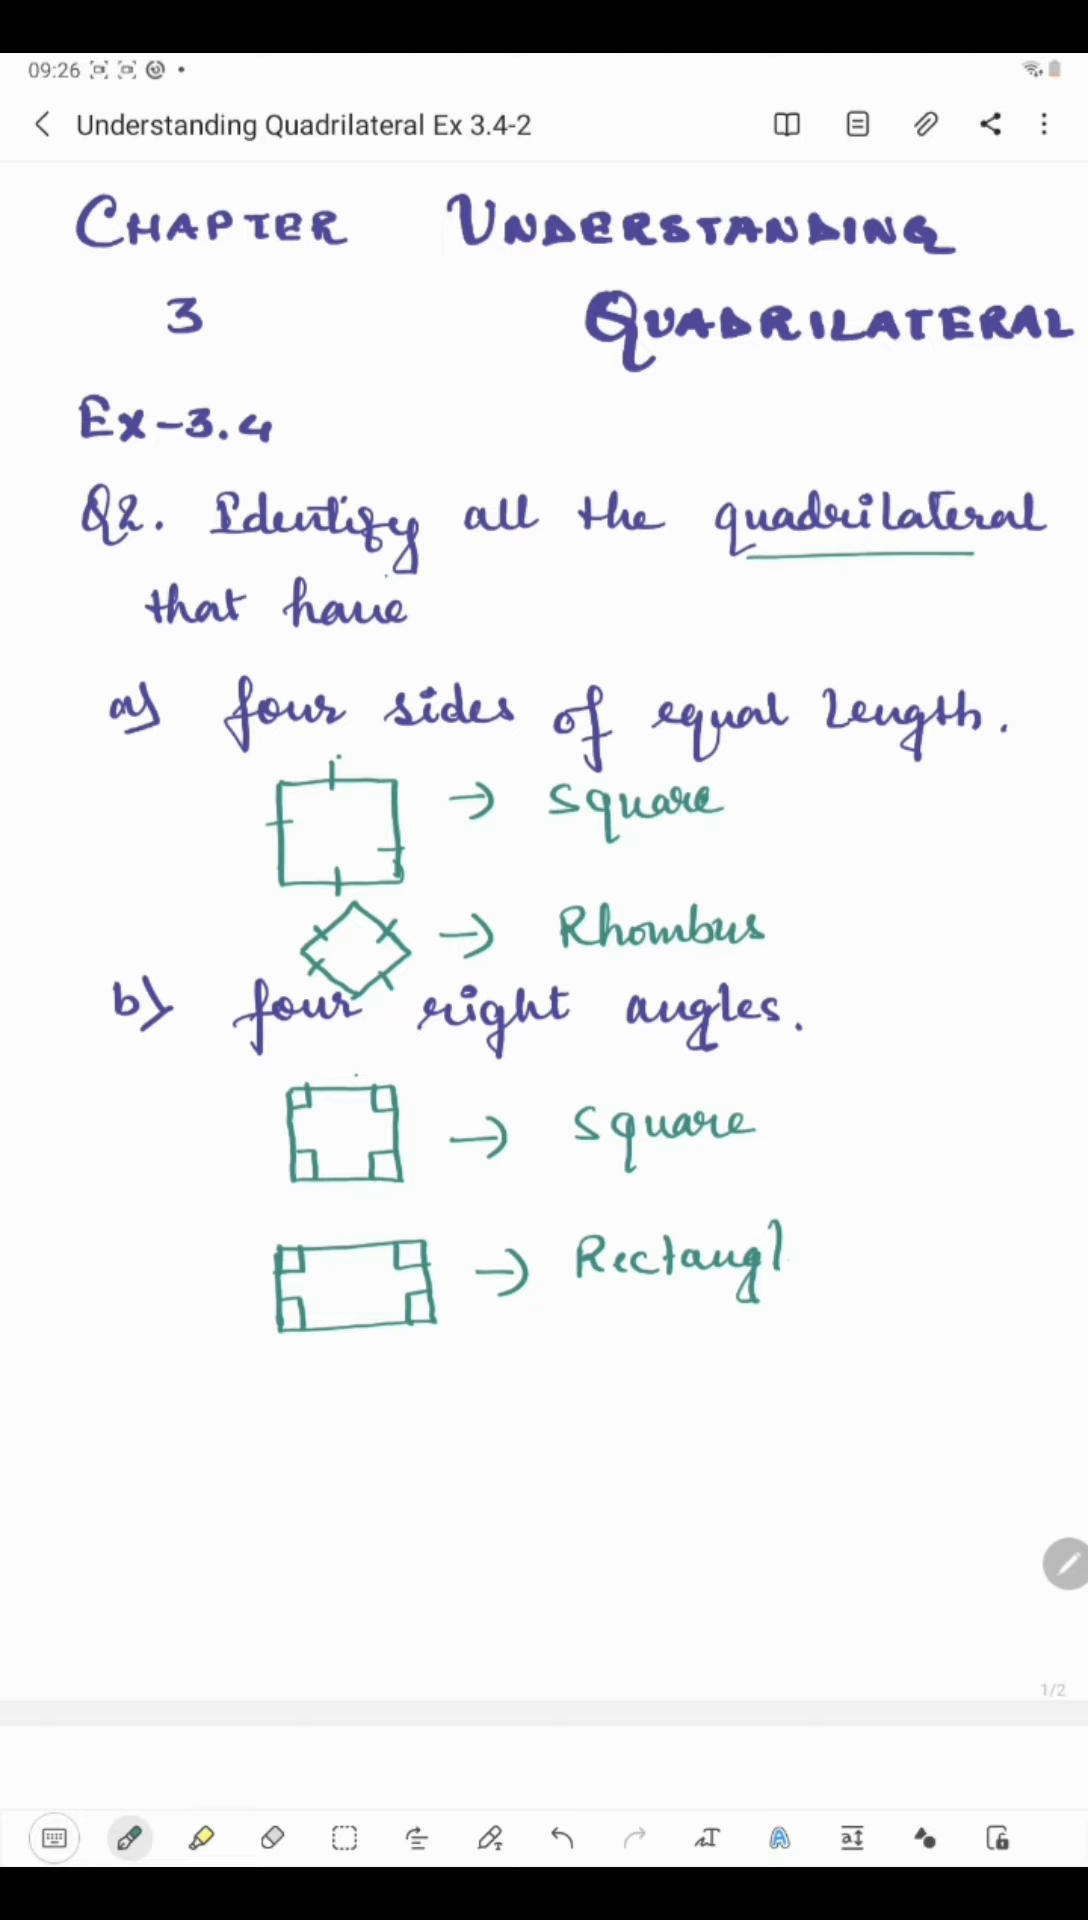 09:26
Understanding Quadrilateral Ex 3.4-2
CHAPTER UNDERSTANDING
3 QUADRILATERAL
Ex-3.4
Q2. Identify all the quadrilateral
that have
a) four sides of equal length.
→ square
→ Rhombus
b) four right angles.
→ square
→ Rectangl
1/2